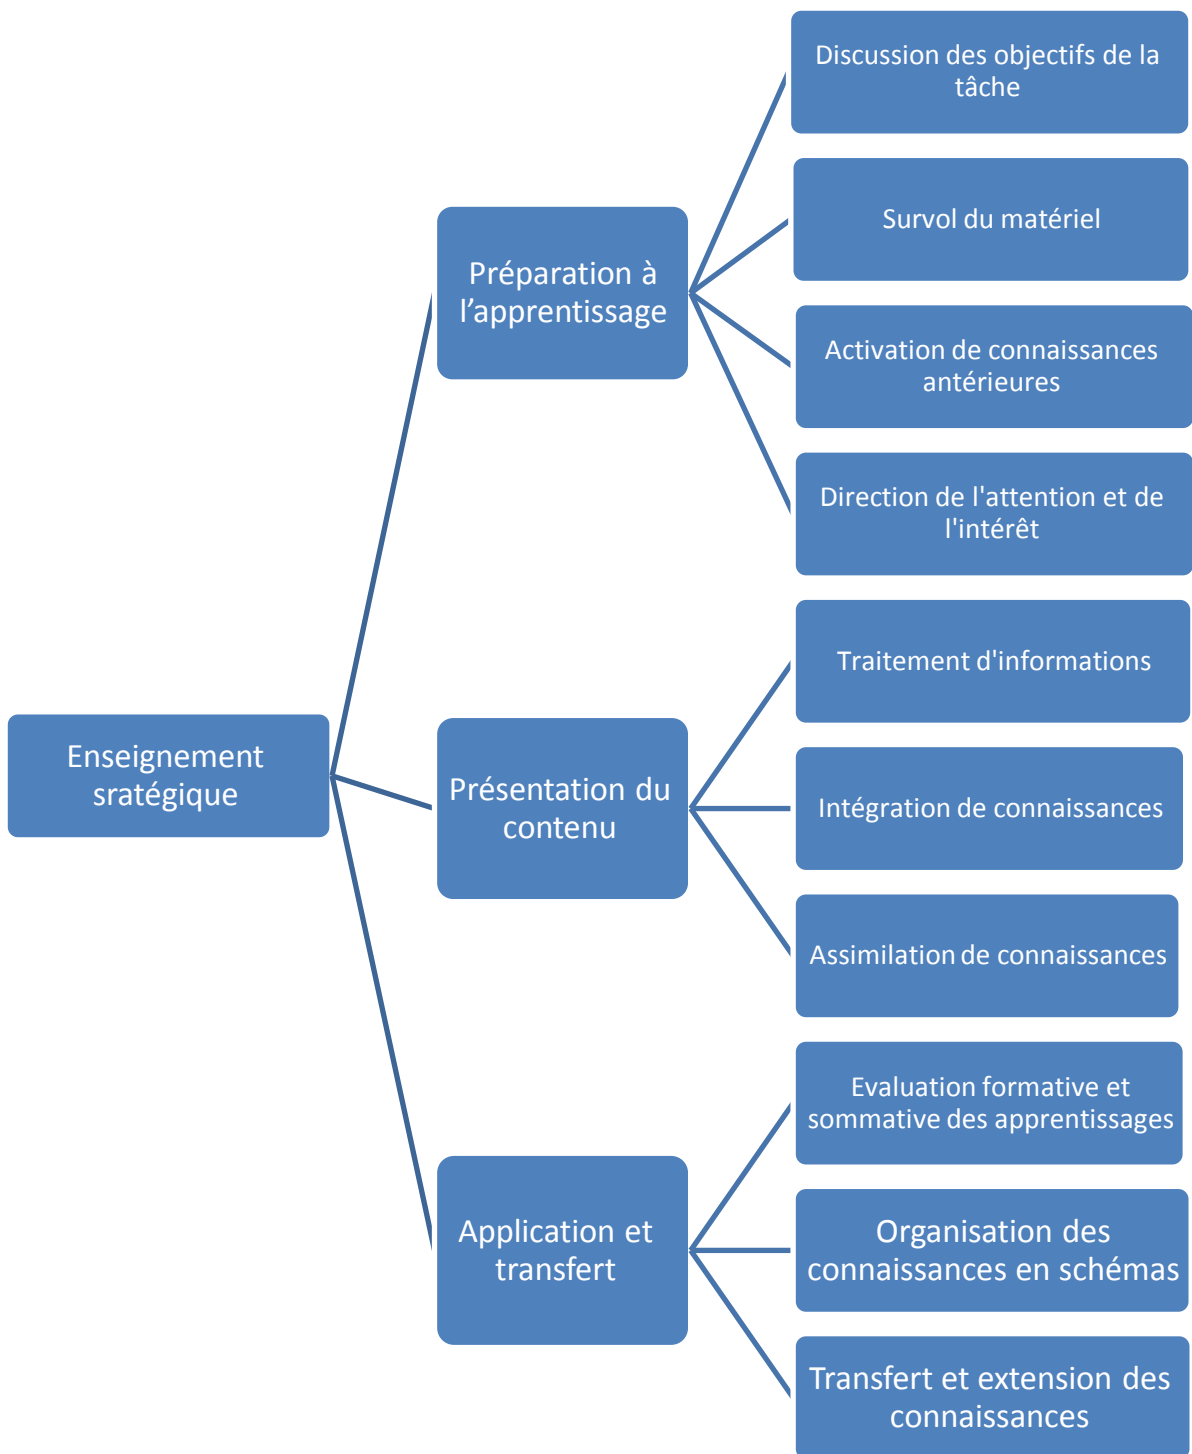 Discussion des objectifs de la
tâche
Survol du matériel
Préparation à
l’apprentissage
Activation de connaissances
antérieures
Direction de l'attention et de
l'intérêt
Traitement d'informations
Enseignement
sratégique
Présentation du
contenu
Intégration de connaissances
Assimilation de connaissances
Evaluation formative et
sommative des apprentissages
Application et
transfert
Organisation des
connaissances en schémas
Transfert et extension des
connaissances